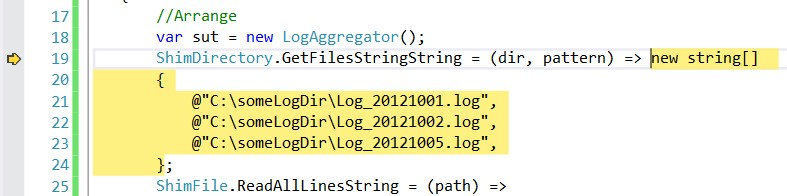 17 //Arrange
18 var sut = new LogAggregator();
19 ShimDirectory.GetFilesStringString = (dir, pattern) => new string[]
20 {
21 @"C:\someLogDir\Log_20121001.log",
22 @"C:\someLogDir\Log_20121002.log",
23 @"C:\someLogDir\Log_20121005.log",
24 };
25 ShimFile.ReadAllLinesString = (path) =>